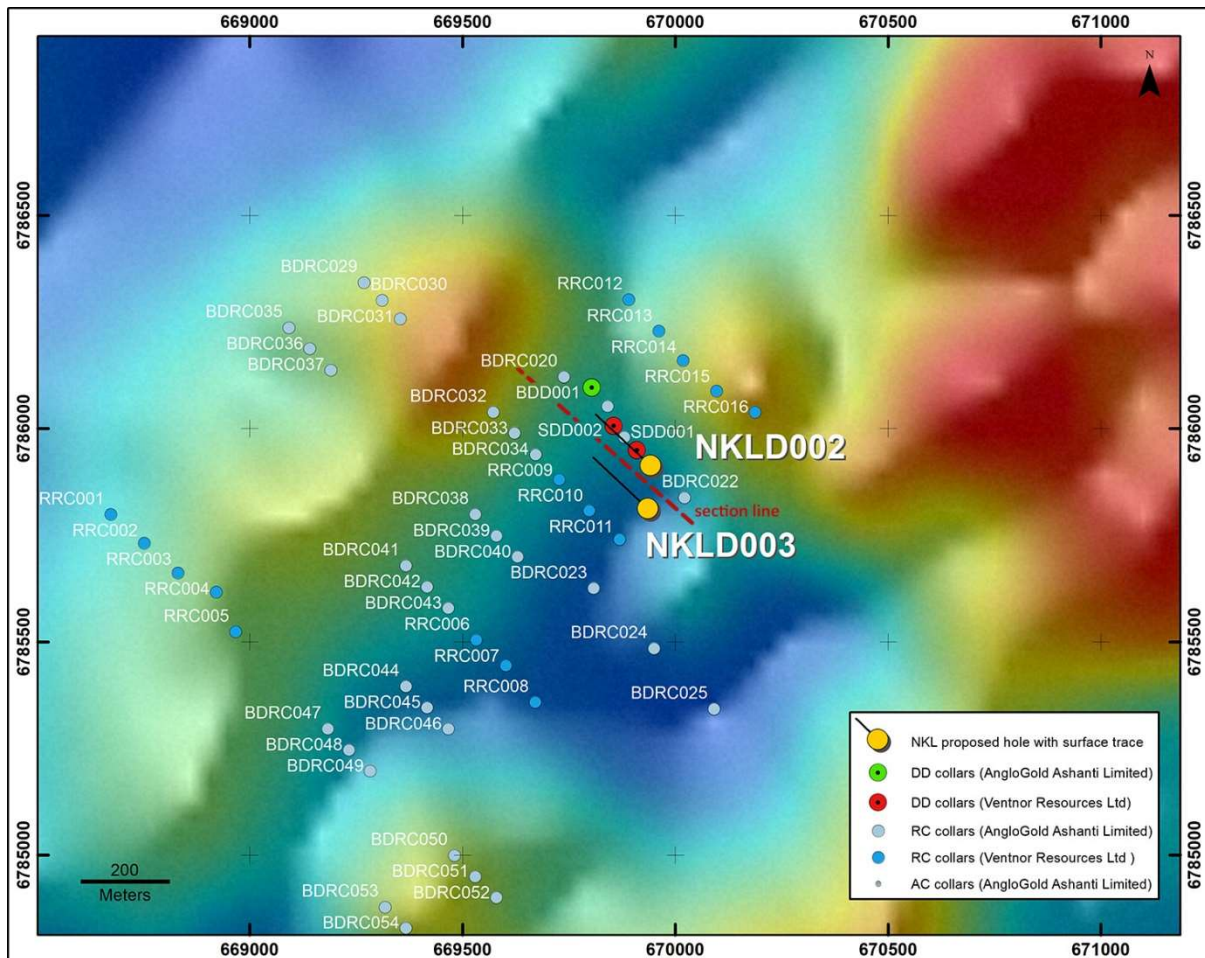 669000 669500 670000 670500 671000
N
6786500
6786500
BDRC029
BDRC030
RRC012
BDRC035
BDRC031
RRC013
BDRC036
RRC014
BDRC037
BDRC020
RRC015
BDD001
BDRC032
RRC016
BDRC033
SDD002
SDD001
6786000
6786000
NKLD002
BDRC034
RRC009
BDRC022
RRC010
RRC001
BDRC038
section line
RRC002
BDRC039
RRC011
NKLD003
RRC003
BDRC041
BDRC040
RRC004
BDRC042
BDRC023
BDRC043
RRC005
RRC006
6785500
6785500
BDRC024
RRC007
BDRC044
RRC008
BDRC025
BDRC045
BDRC047
BDRC046
BDRC048
BDRC049
NKL proposed hole with surface trace
DD collars (AngloGold Ashanti Limited)
DD collars (Ventnor Resources Ltd)
RC collars (AngloGold Ashanti Limited)
RC collars (Ventnor Resources Ltd )
AC collars (AngloGold Ashanti Limited)
BDRC050
6785000
6785000
BDRC051
200
Meters
BDRC053
BDRC052
BDRC054
669000 669500 670000 670500 671000